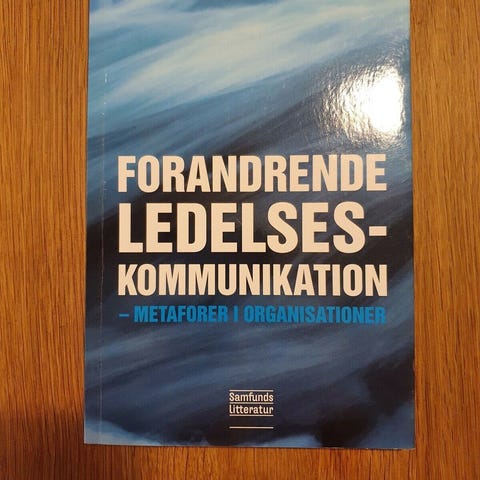 FORANDRENDE
LEDELSES-
KOMMUNIKATION
– METAFORER I ORGANISATIONER
Samfunds
litteratur